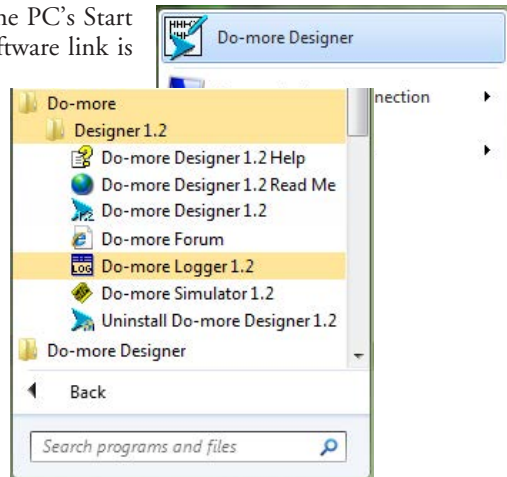 ne PC's Start
ftware link is
Do-more Designer
nection
Do-more
Designer 1.2
Do-more Designer 1.2 Help
Do-more Designer 1.2 Read Me
Do-more Designer 1.2
Do-more Forum
LOG Do-more Logger 1.2
Do-more Simulator 1.2
Uninstall Do-more Designer 1.2
Do-more Designer
Back
Search programs and files